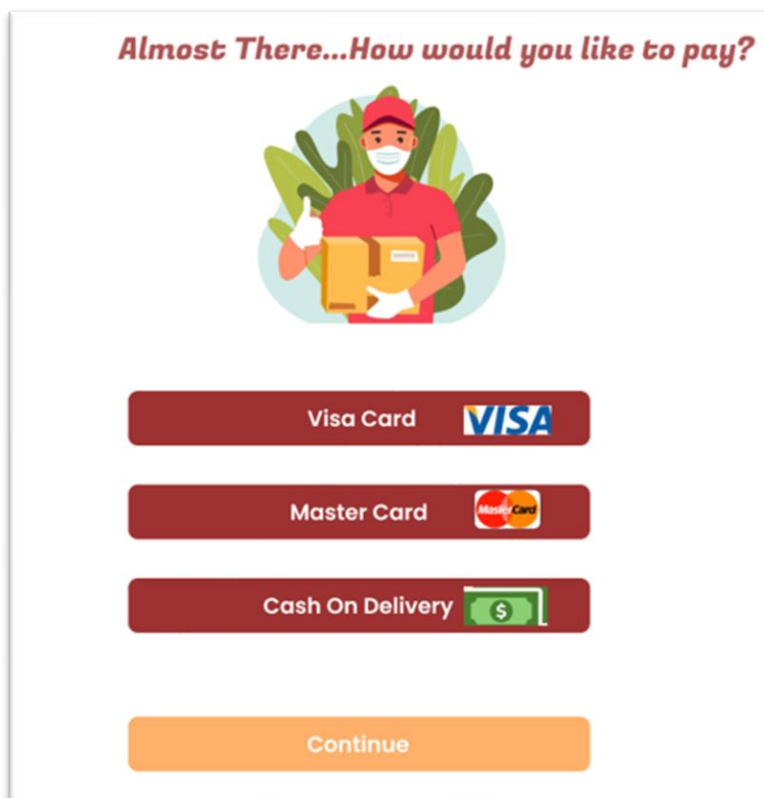 Almost There...How would you like to pay?
Visa Card VISA
Master Card MasterCard
Cash On Delivery $
Continue